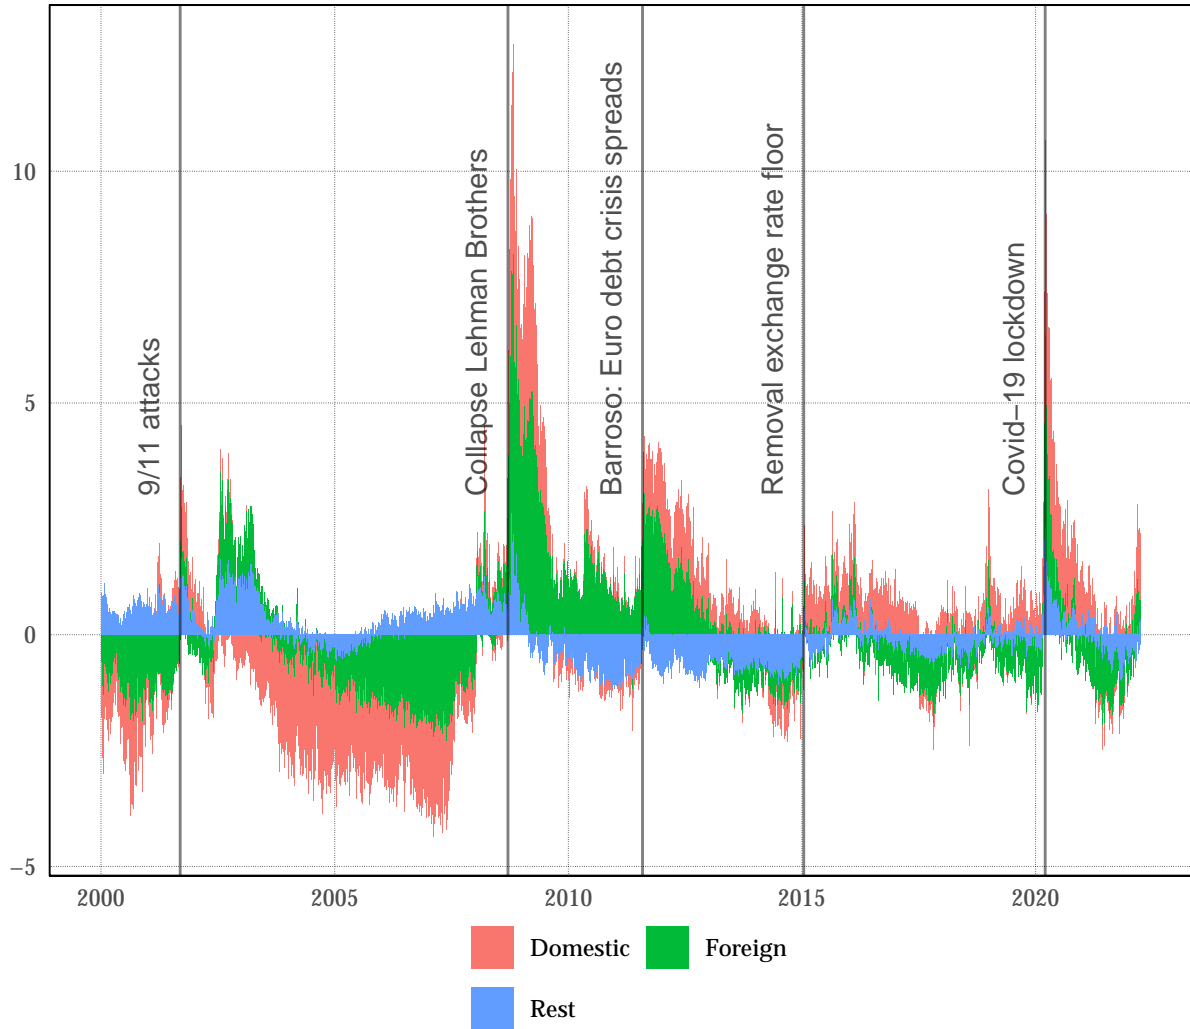 10
5
0
−5
9/11 attacks
Collapse Lehman Brothers
Barroso: Euro debt crisis spreads
Removal exchange rate floor
Covid−19 lockdown
2000
2005
2010
2015
2020
Domestic
Foreign
Rest